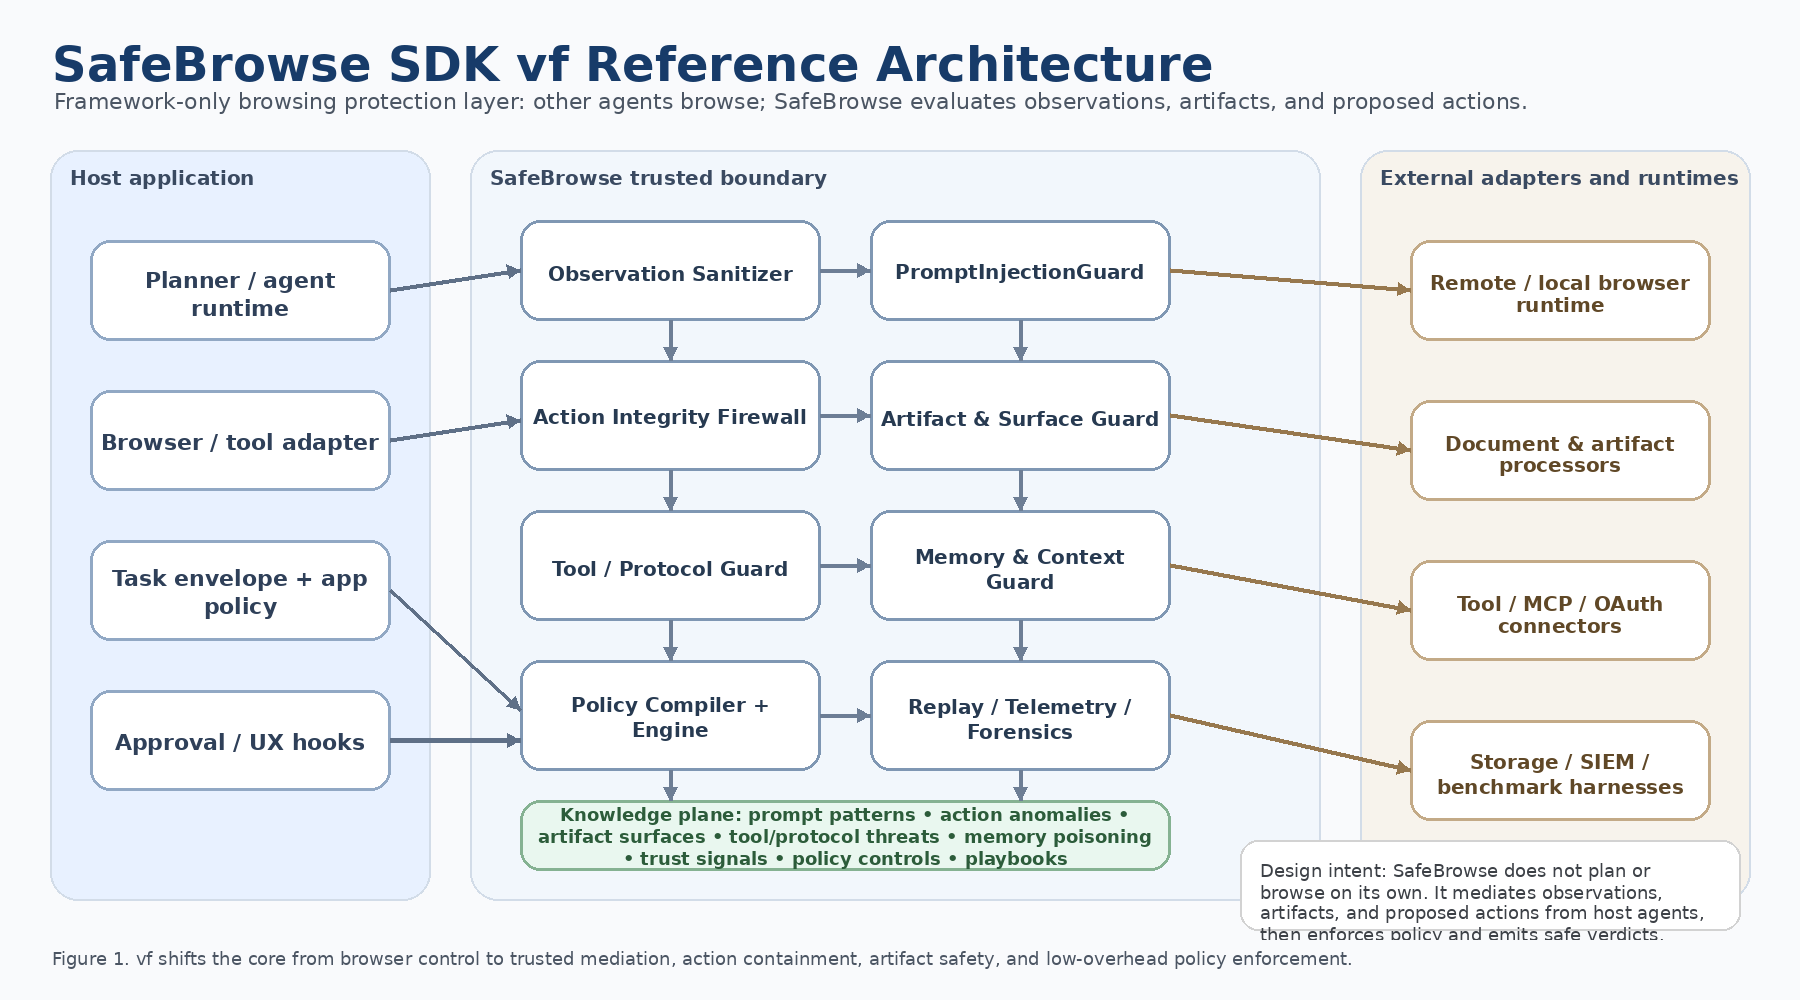 SafeBrowse SDK vf Reference Architecture
Framework-only browsing protection layer: other agents browse; SafeBrowse evaluates observations, artifacts, and proposed actions.
Host application
Planner / agent
runtime
Browser / tool adapter
Task envelope + app
policy
Approval / UX hooks
SafeBrowse trusted boundary
Observation Sanitizer
PromptInjectionGuard
Action Integrity Firewall
Artifact & Surface Guard
Tool / Protocol Guard
Memory & Context
Guard
Policy Compiler +
Engine
Replay / Telemetry /
Forensics
Knowledge plane: prompt patterns • action anomalies •
artifact surfaces • tool/protocol threats • memory poisoning
• trust signals • policy controls • playbooks
External adapters and runtimes
Remote / local browser
runtime
Document & artifact
processors
Tool / MCP / OAuth
connectors
Storage / SIEM /
benchmark harnesses
Design intent: SafeBrowse does not plan or
browse on its own. It mediates observations,
artifacts, and proposed actions from host agents,
then enforces policy and emits safe verdicts.
Figure 1. vf shifts the core from browser control to trusted mediation, action containment, artifact safety, and low-overhead policy enforcement.